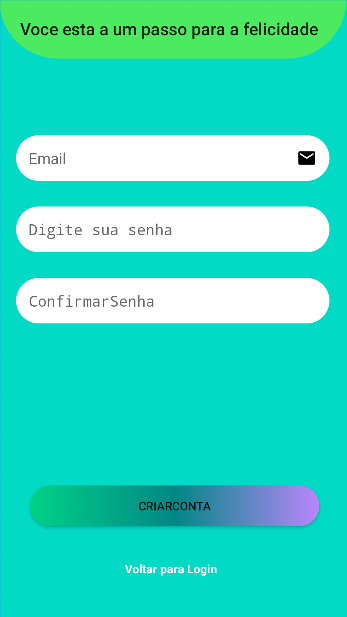 Voce esta a um passo para a felicidade
Email
Digite sua senha
ConfirmarSenha
CRIARCONTA
Voltar para Login